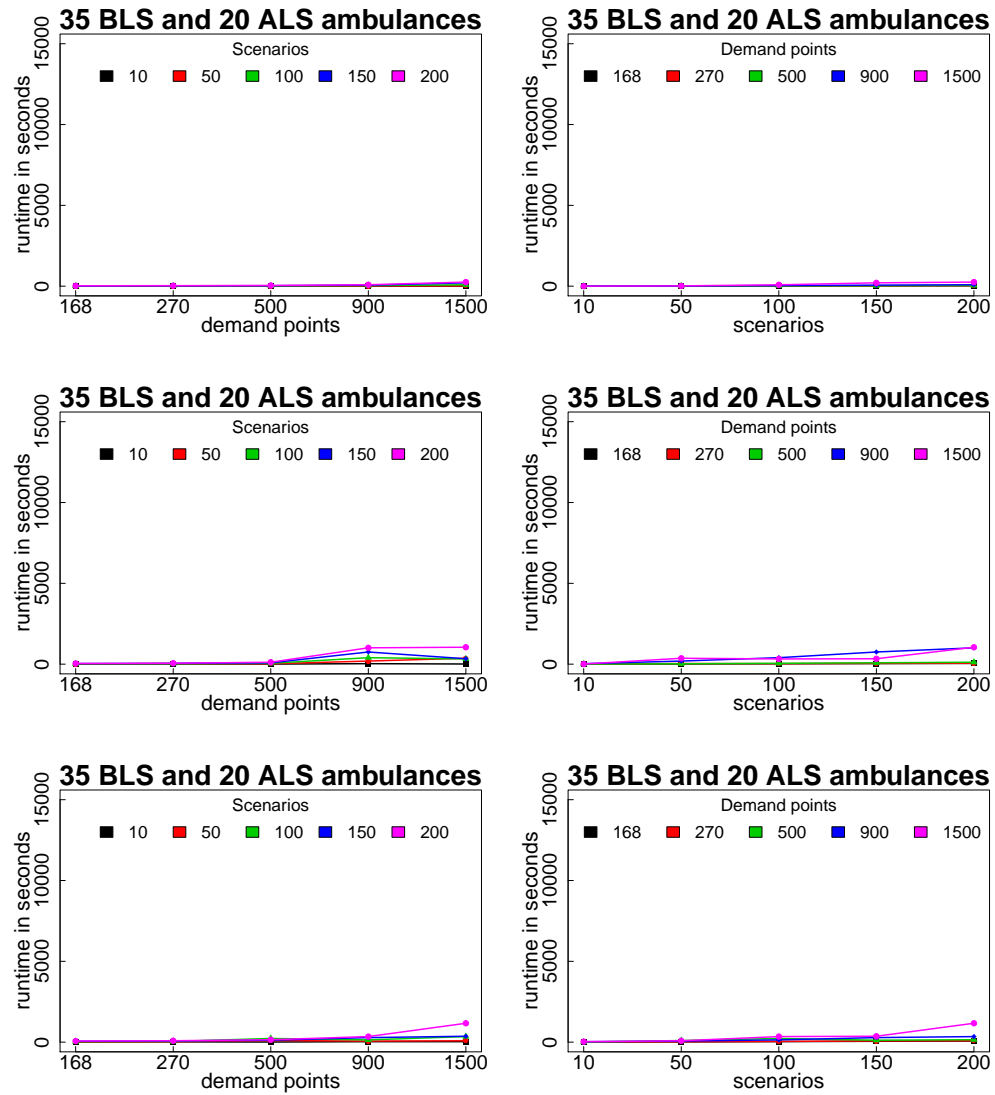 35 BLS and 20 ALS ambulances
Scenarios
10 50 100 150 200
runtime in seconds
0 5000 10000 15000
168 270 500 900 1500
demand points
35 BLS and 20 ALS ambulances
Demand points
168 270 500 900 1500
runtime in seconds
0 5000 10000 15000
10 50 100 150 200
scenarios
35 BLS and 20 ALS ambulances
Scenarios
10 50 100 150 200
runtime in seconds
0 5000 10000 15000
168 270 500 900 1500
demand points
35 BLS and 20 ALS ambulances
Demand points
168 270 500 900 1500
runtime in seconds
0 5000 10000 15000
10 50 100 150 200
scenarios
35 BLS and 20 ALS ambulances
Scenarios
10 50 100 150 200
runtime in seconds
0 5000 10000 15000
168 270 500 900 1500
demand points
35 BLS and 20 ALS ambulances
Demand points
168 270 500 900 1500
runtime in seconds
0 5000 10000 15000
10 50 100 150 200
scenarios